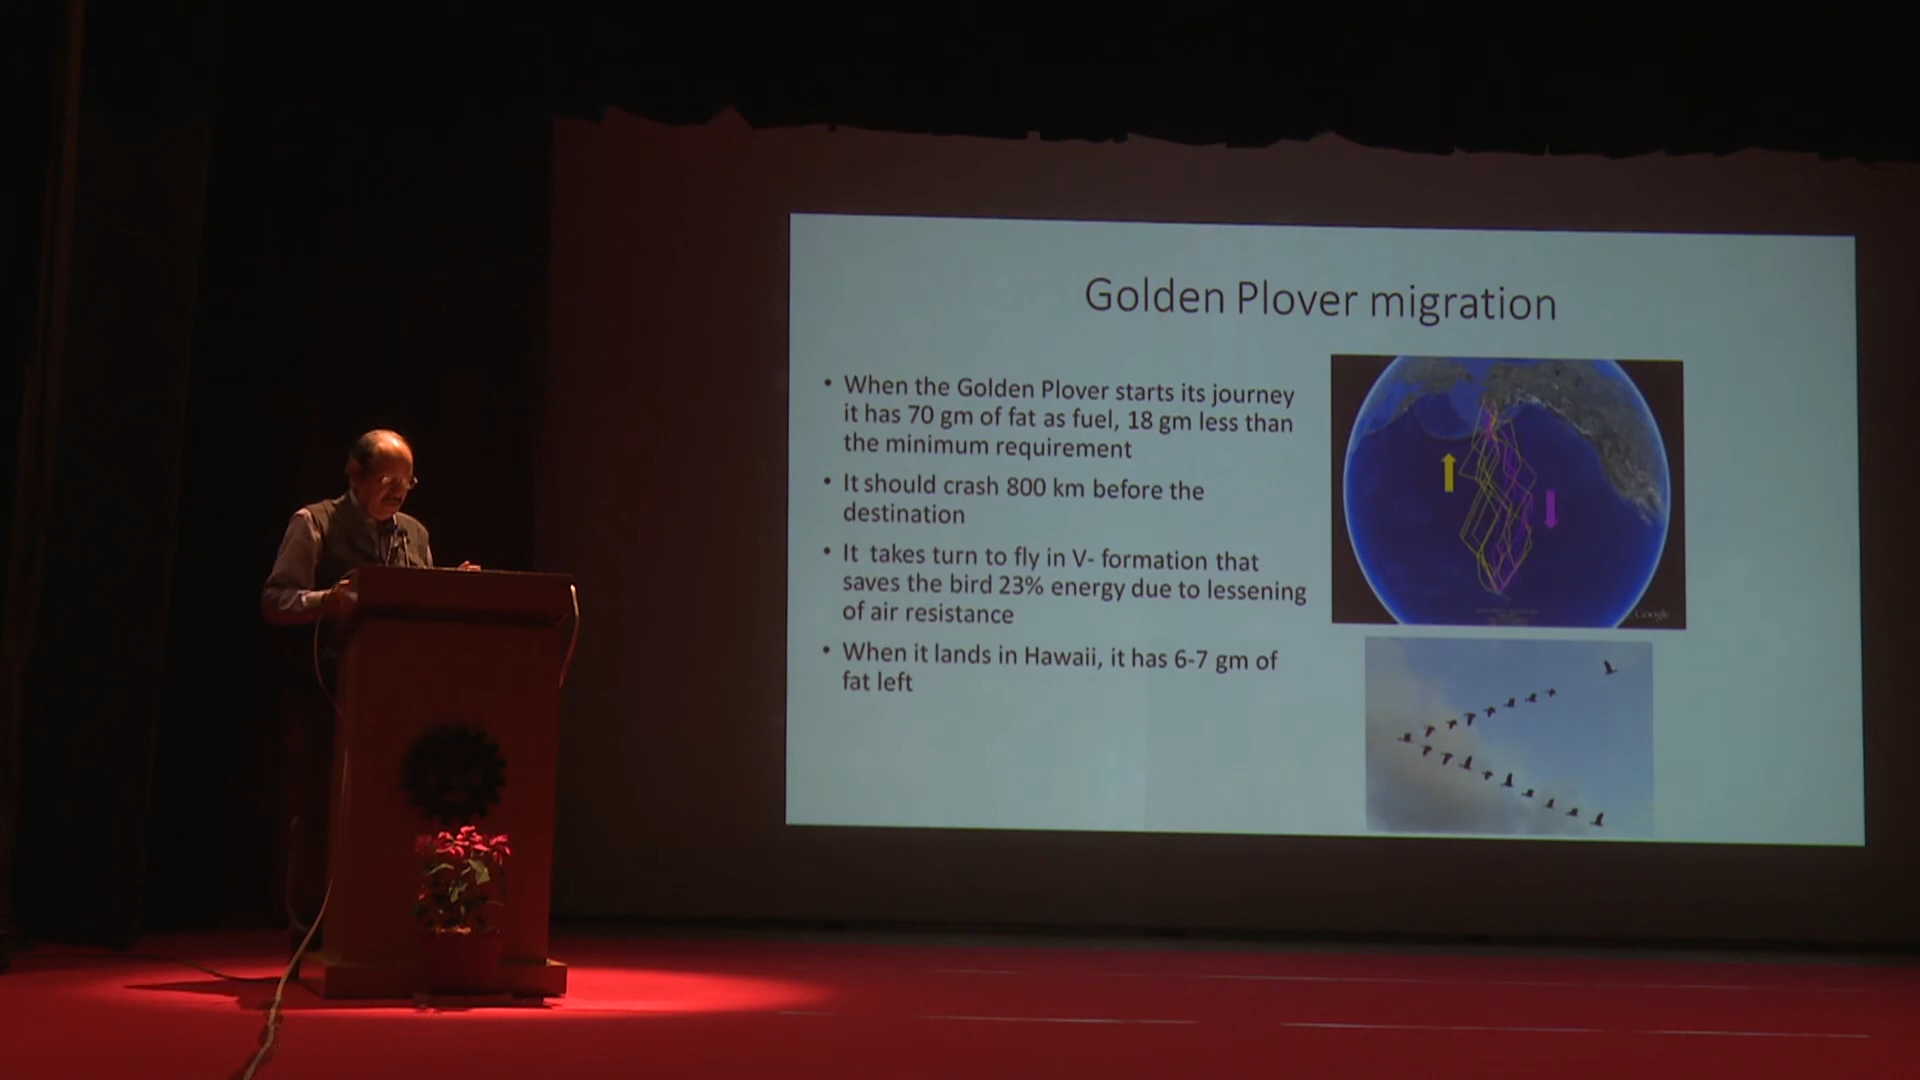 Golden Plover migration
• When the Golden Plover starts its journey
it has 70 gm of fat as fuel, 18 gm less than
the minimum requirement
• It should crash 800 km before the
destination
• It takes turn to fly in V- formation that
saves the bird 23% energy due to lessening
of air resistance
• When it lands in Hawaii, it has 6-7 gm of
fat left
Google